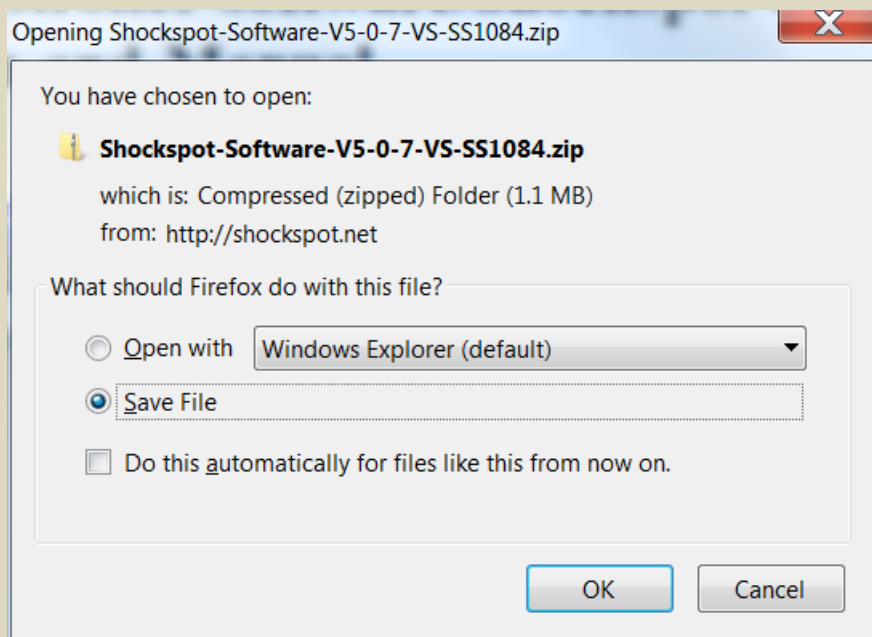 Opening Shockspot-Software-V5-0-7-VS-SS1084.zip
You have chosen to open:
Shockspot-Software-V5-0-7-VS-SS1084.zip
which is: Compressed (zipped) Folder (1.1 MB)
from: http://shockspot.net
What should Firefox do with this file?
Open with Windows Explorer (default)
Save File
Do this automatically for files like this from now on.
OK Cancel